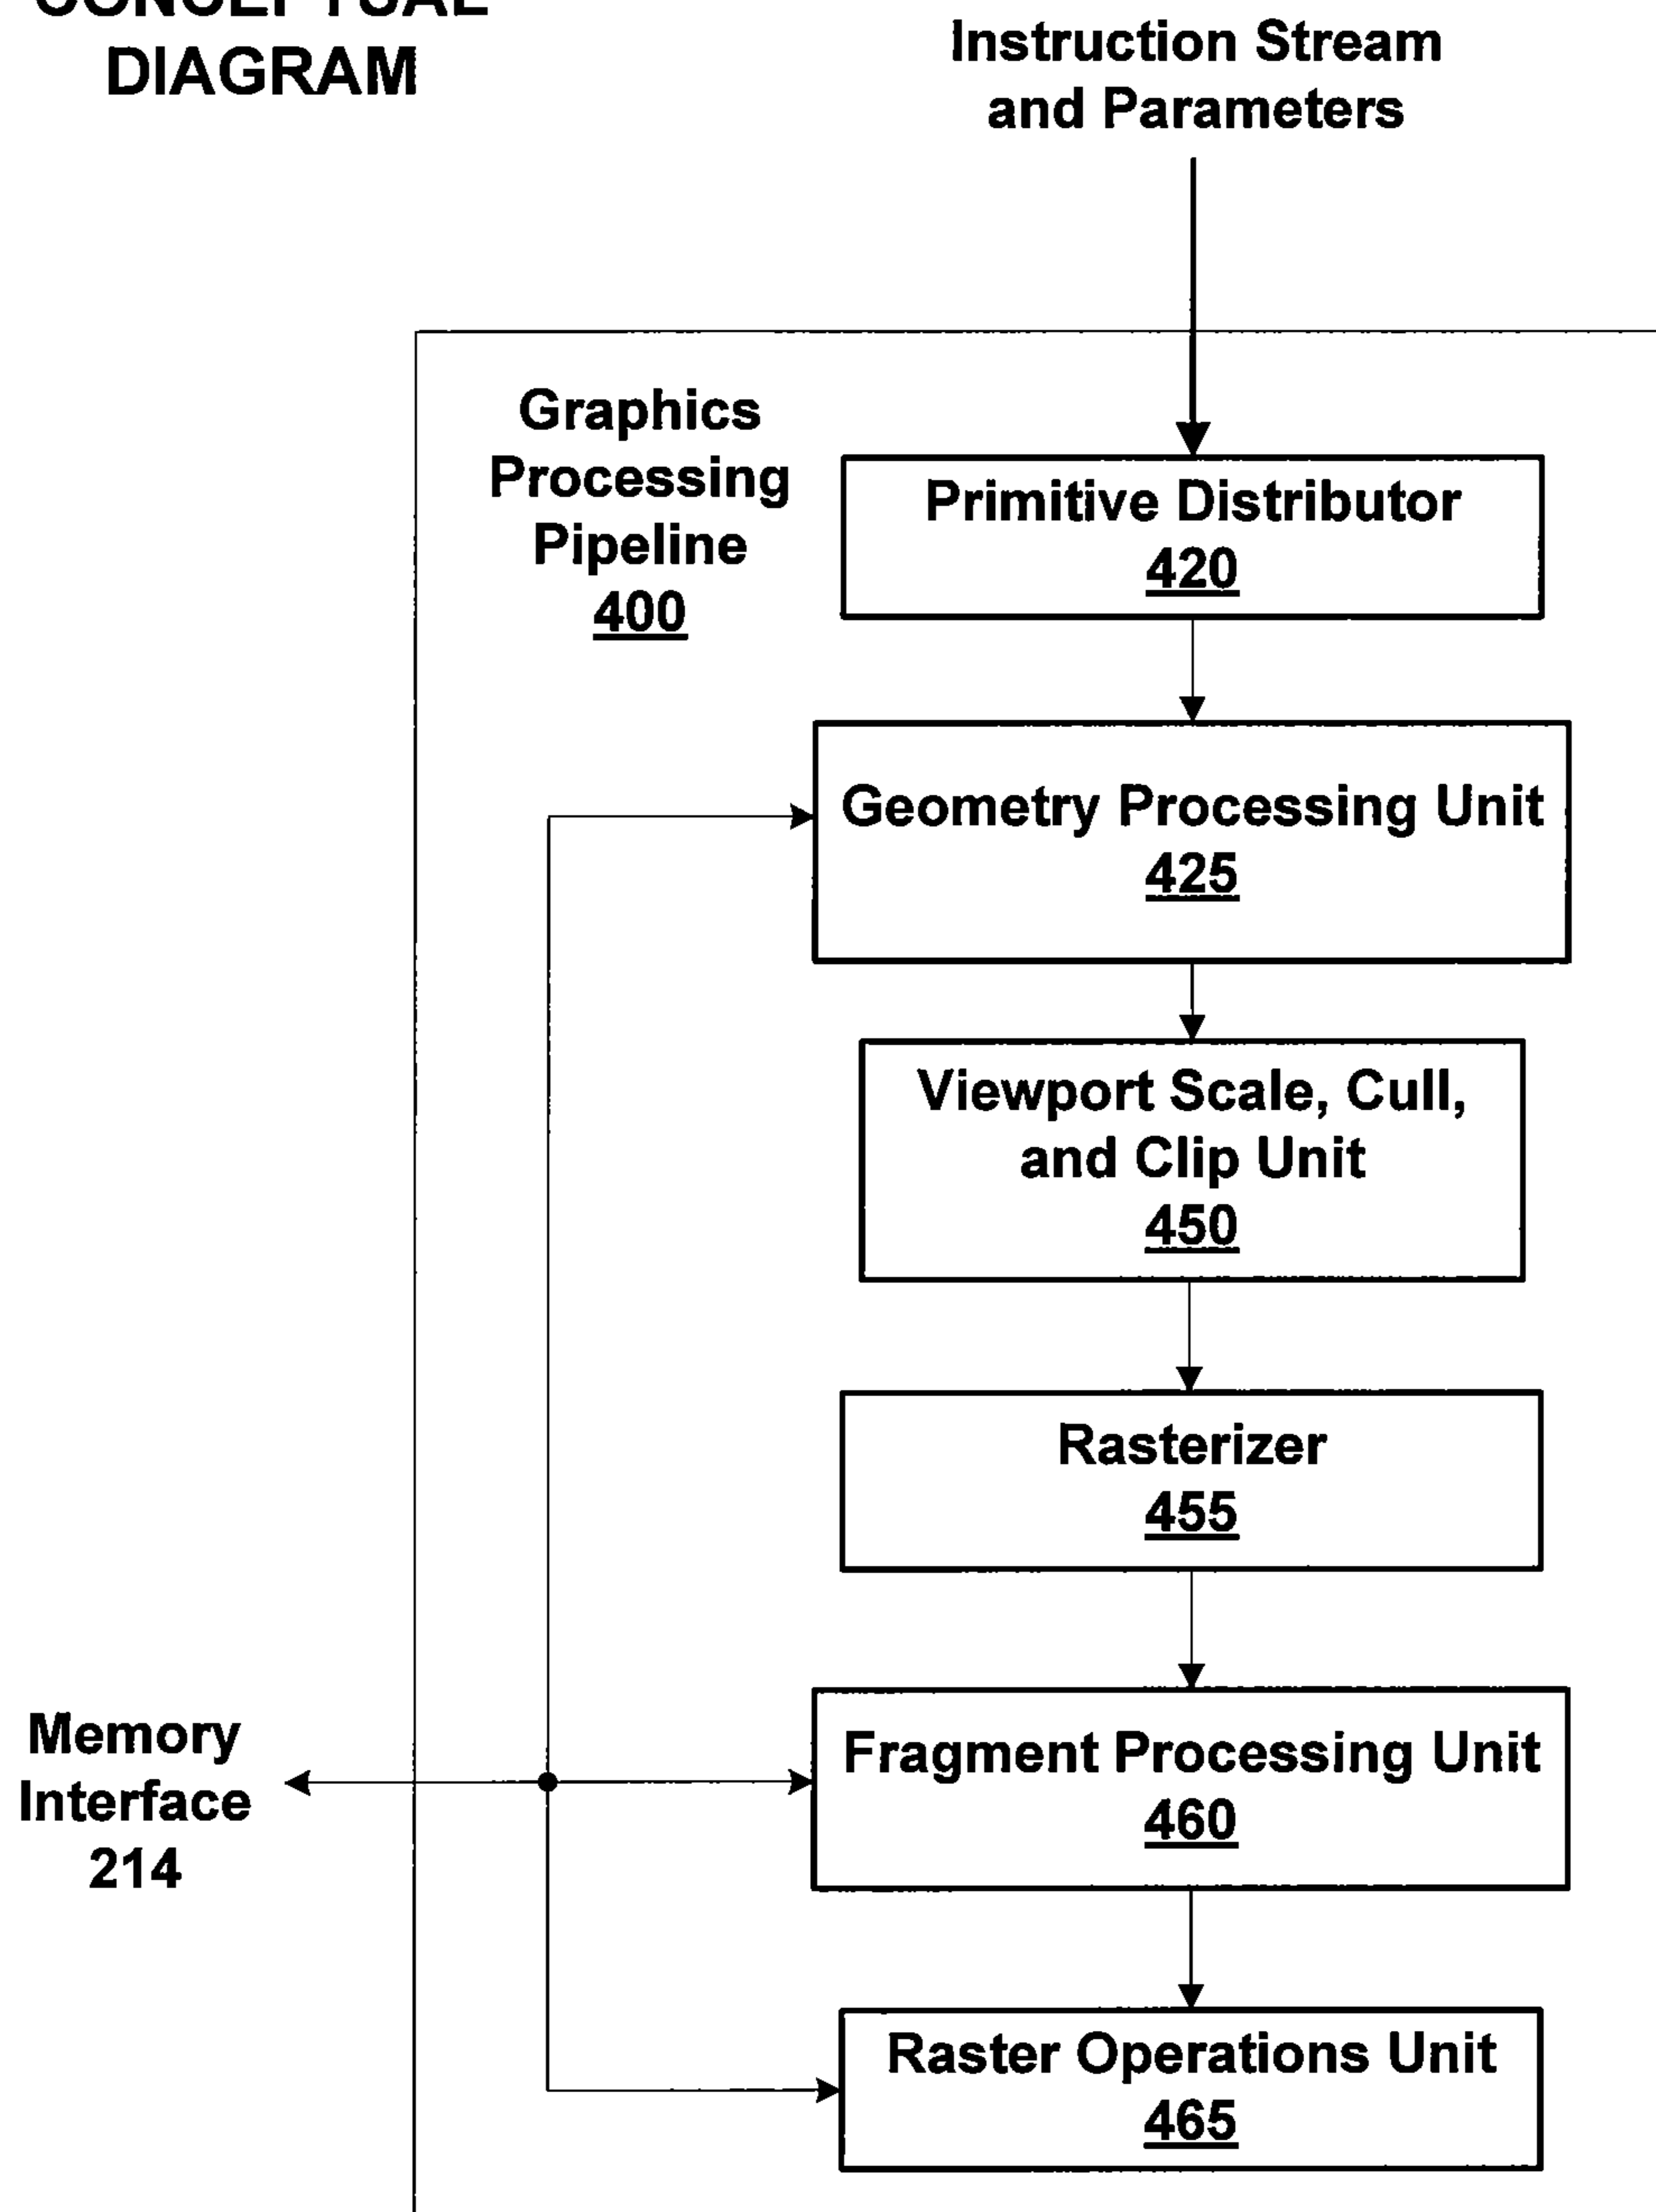 CONCEPTUAL
DIAGRAM
Instruction Stream
and Parameters
Graphics
Processing
Pipeline
400
Primitive Distributor
420
Geometry Processing Unit
425
Viewport Scale, Cull,
and Clip Unit
450
Rasterizer
455
Memory
Interface
214
Fragment Processing Unit
460
Raster Operations Unit
465